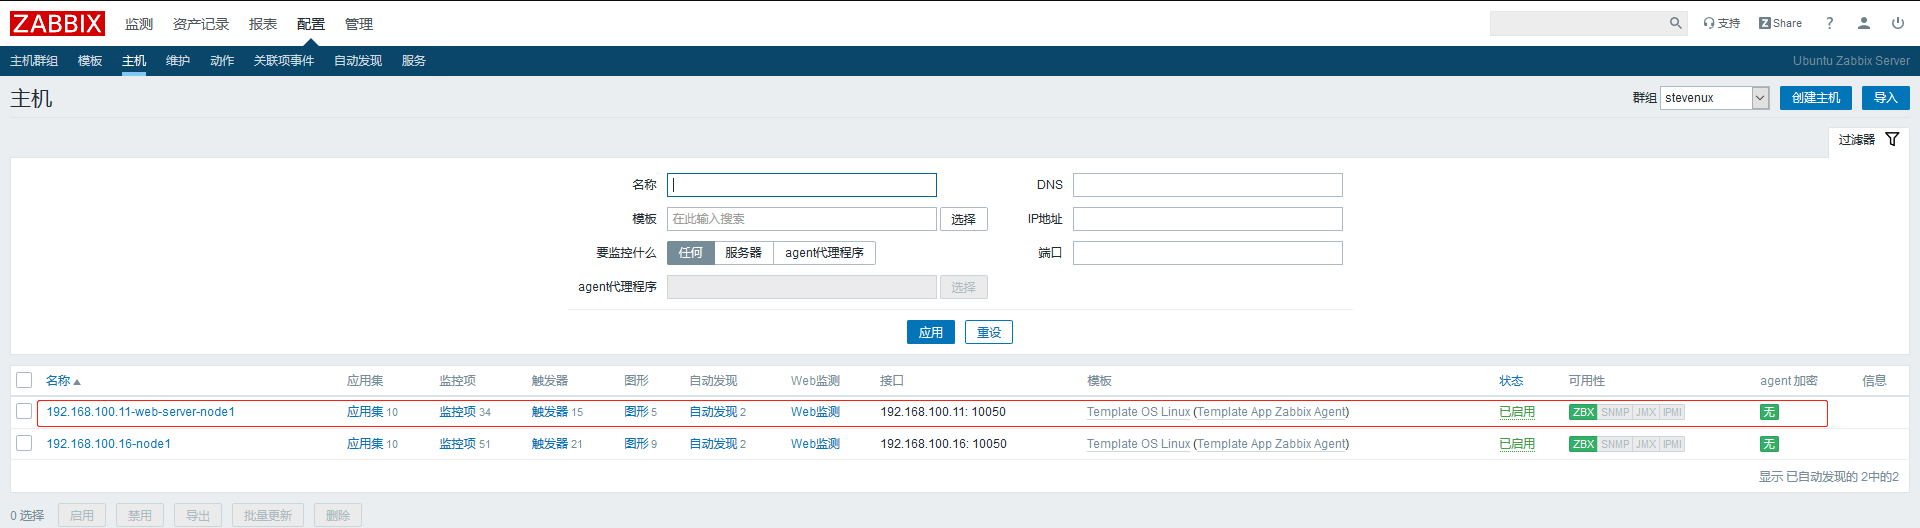 ZABBIX 监测 资产记录 报表 配置 管理 支持 Z Share ?
主机群组 模板 主机 维护 动作 关联项事件 自动发现 服务 Ubuntu Zabbix Server
主机 群组 stevenux 创建主机 导入
过滤器
名称 DNS
模板 在此输入搜索 选择 IP地址
要监控什么 任何 服务器 agent代理程序 端口
agent代理程序 选择
应用 重设
名称 应用集 监控项 触发器 图形 自动发现 Web监测 接口 模板 状态 可用性 agent 加密 信息
192.168.100.11-web-server-node1 应用集 10 监控项 34 触发器 15 图形 5 自动发现 2 Web监测 192.168.100.11: 10050 Template OS Linux (Template App Zabbix Agent) 已启用 ZBX SNMP JMX IPMI 无
192.168.100.16-node1 应用集 10 监控项 51 触发器 21 图形 9 自动发现 2 Web监测 192.168.100.16: 10050 Template OS Linux (Template App Zabbix Agent) 已启用 ZBX SNMP JMX IPMI 无
显示 已自动发现的 2中的2
0 选择 启用 禁用 导出 批量更新 删除